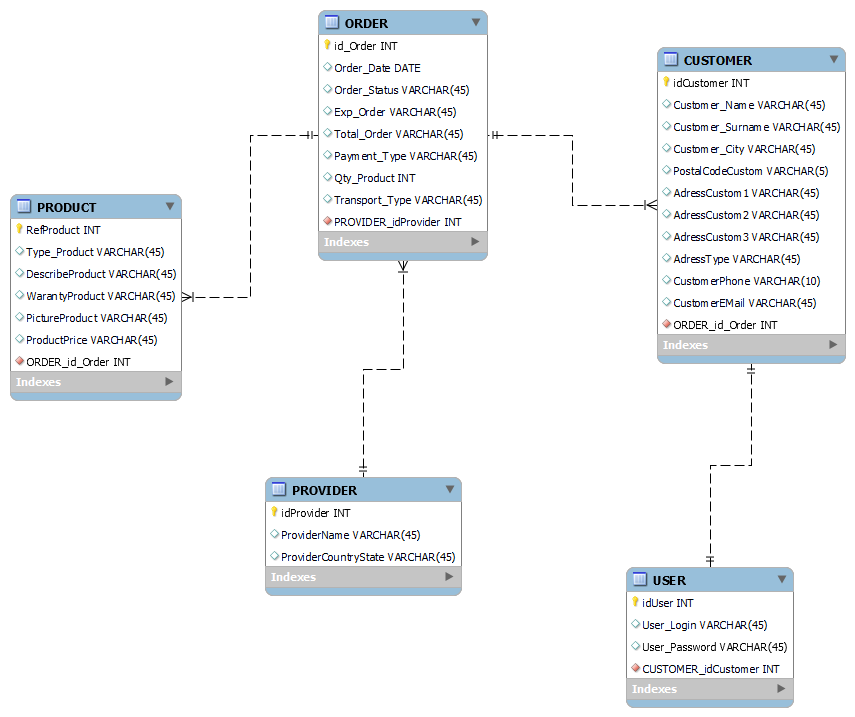 ORDER
id_Order INT
Order_Date DATE
Order_Status VARCHAR(45)
Exp_Order VARCHAR(45)
Total_Order VARCHAR(45)
Payment_Type VARCHAR(45)
Qty_Product INT
Transport_Type VARCHAR(45)
PROVIDER_idProvider INT
Indexes
CUSTOMER
idCustomer INT
Customer_Name VARCHAR(45)
Customer_Surname VARCHAR(45)
Customer_City VARCHAR(45)
PostalCodeCustom VARCHAR(5)
AdressCustom1 VARCHAR(45)
AdressCustom2 VARCHAR(45)
AdressCustom3 VARCHAR(45)
AdressType VARCHAR(45)
CustomerPhone VARCHAR(10)
CustomerEMail VARCHAR(45)
ORDER_id_Order INT
Indexes
PRODUCT
RefProduct INT
Type_Product VARCHAR(45)
DescribeProduct VARCHAR(45)
WarantyProduct VARCHAR(45)
PictureProduct VARCHAR(45)
ProductPrice VARCHAR(45)
ORDER_id_Order INT
Indexes
PROVIDER
idProvider INT
ProviderName VARCHAR(45)
ProviderCountryState VARCHAR(45)
Indexes
USER
idUser INT
User_Login VARCHAR(45)
User_Password VARCHAR(45)
CUSTOMER_idCustomer INT
Indexes